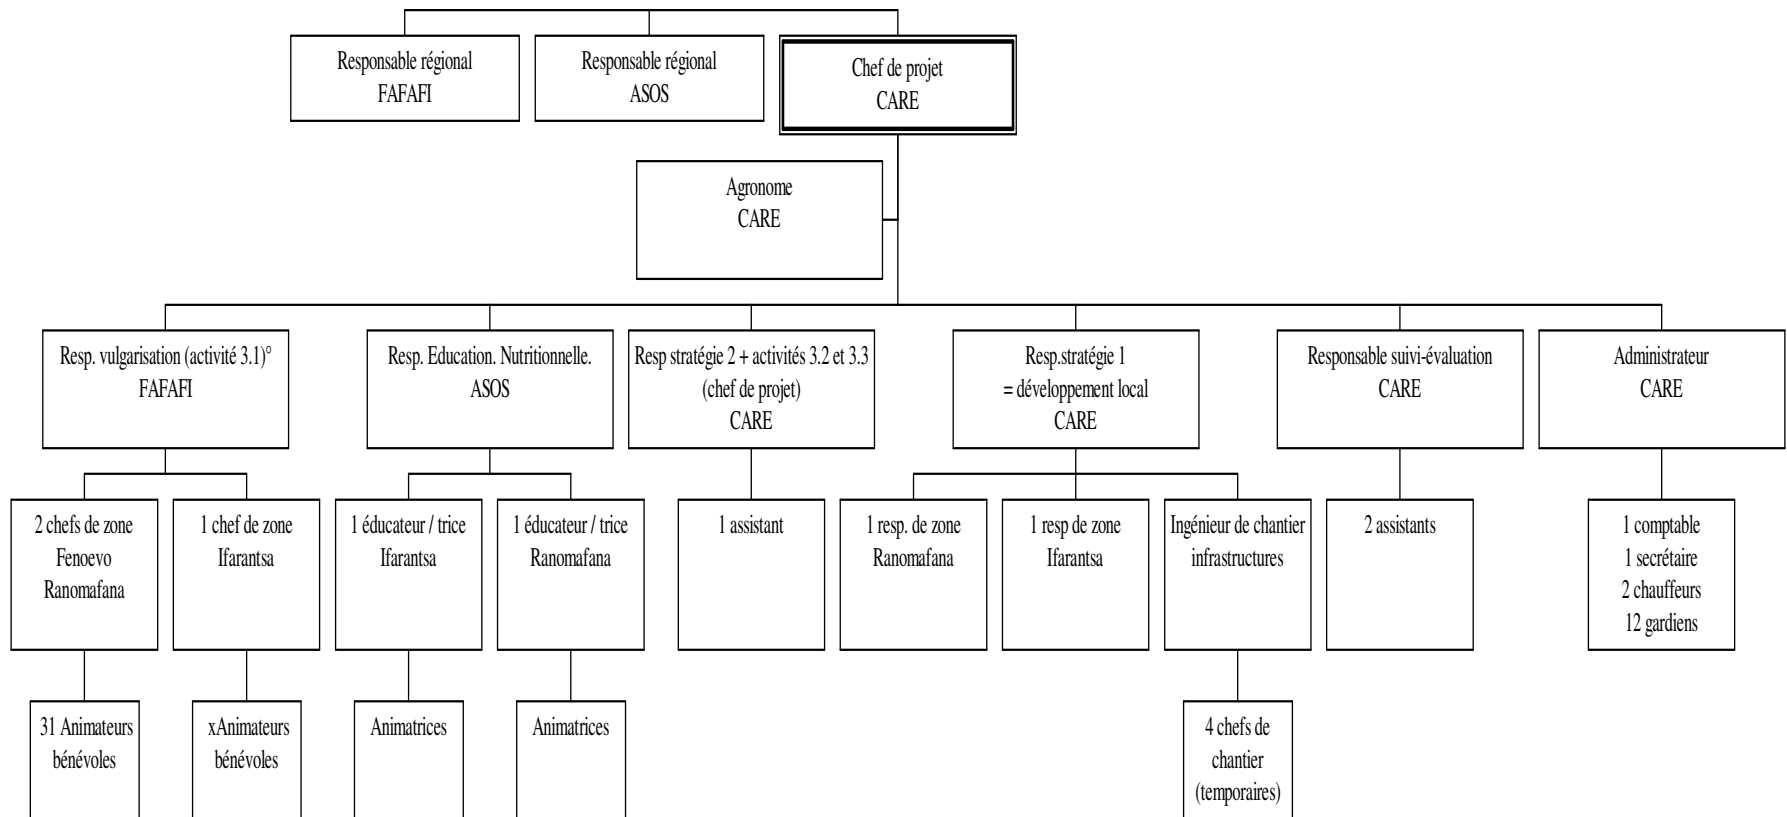 Responsable régional
FAFAFI
Responsable régional
ASOS
Chef de projet
CARE
Agronome
CARE
Resp. vulgarisation (activité 3.1)°
FAFAFI
Resp. Education. Nutritionnelle.
ASOS
Resp stratégie 2 + activités 3.2 et 3.3
(chef de projet)
CARE
Resp.stratégie 1
= développement local
CARE
Responsable suivi-évaluation
CARE
Administrateur
CARE
2 chefs de zone
Fenoevo
Ranomafana
1 chef de zone
Ifarantsa
1 éducateur / trice
Ifarantsa
1 éducateur / trice
Ranomafana
1 assistant
1 resp. de zone
Ranomafana
1 resp de zone
Ifarantsa
Ingénieur de chantier
infrastructures
2 assistants
1 comptable
1 secrétaire
2 chauffeurs
12 gardiens
31 Animateurs
bénévoles
xAnimateurs
bénévoles
Animatrices
Animatrices
4 chefs de
chantier
(temporaires)